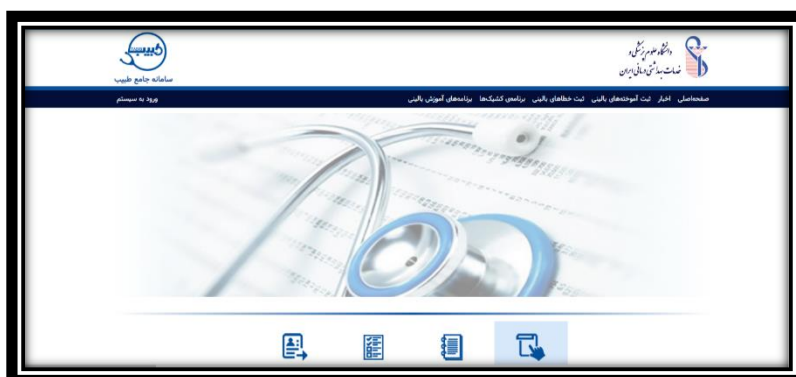 دانشگاه علوم پزشکی و
خدمات بهداشتی درمانی ایران
طبیب
سامانه جامع طبیب
صفحه‌اصلی اخبار ثبت آموخته‌های بالینی ثبت خطاهای بالینی برنامه‌ی کشیک‌ها برنامه‌های آموزش بالینی
ورود به سیستم